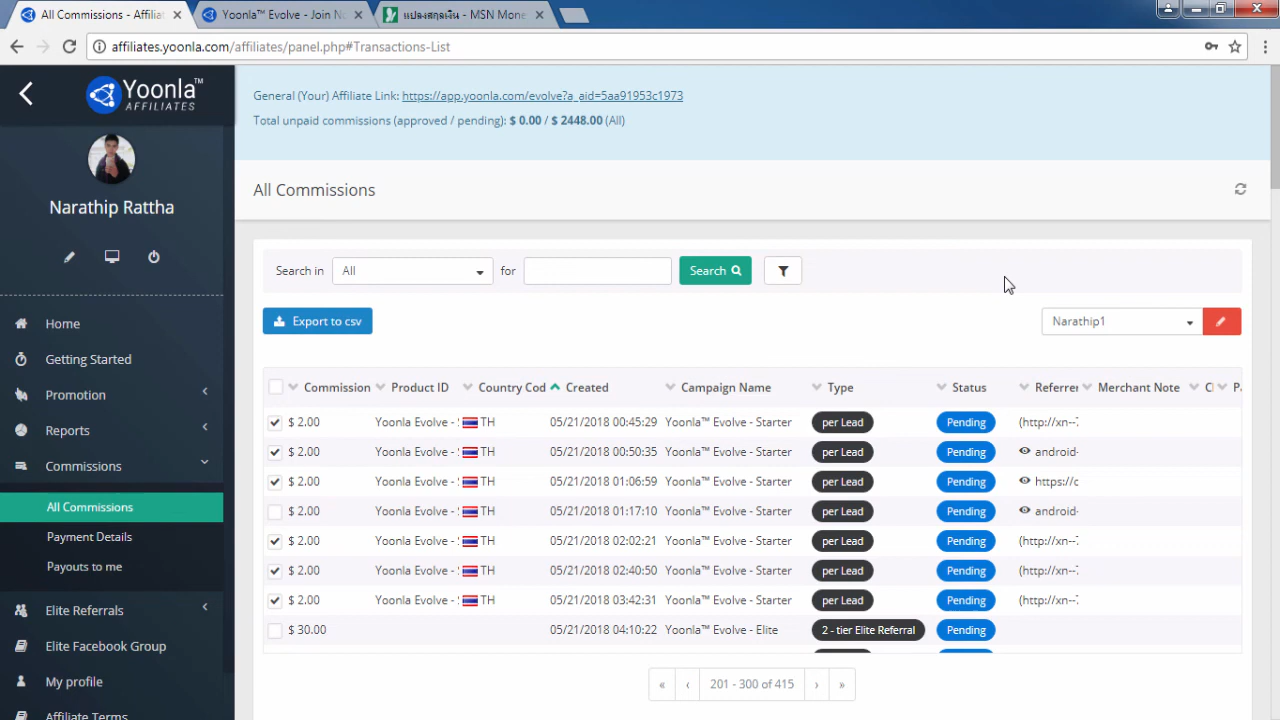 All Commissions - Affiliat
Yoonla™ Evolve - Join No
แปลงสกุลเงิน - MSN Mone
affiliates.yoonla.com/affiliates/panel.php#Transactions-List
Yoonla™
AFFILIATES
Narathip Rattha
Home
Getting Started
Promotion
Reports
Commissions
All Commissions
Payment Details
Payouts to me
Elite Referrals
Elite Facebook Group
My profile
Affiliate Terms
General (Your) Affiliate Link: https://app.yoonla.com/evolve?a_aid=5aa91953c1973
Total unpaid commissions (approved / pending): $ 0.00 / $ 2448.00 (All)
All Commissions
Search in All for Search
Export to csv
Narathip1
Commission Product ID Country Cod Created Campaign Name Type Status Referrer Merchant Note
$ 2.00 Yoonla Evolve - TH 05/21/2018 00:45:29 Yoonla™ Evolve - Starter per Lead Pending (http://xn--
$ 2.00 Yoonla Evolve - TH 05/21/2018 00:50:35 Yoonla™ Evolve - Starter per Lead Pending android-
$ 2.00 Yoonla Evolve - TH 05/21/2018 01:06:59 Yoonla™ Evolve - Starter per Lead Pending https://c
$ 2.00 Yoonla Evolve - TH 05/21/2018 01:17:10 Yoonla™ Evolve - Starter per Lead Pending android-
$ 2.00 Yoonla Evolve - TH 05/21/2018 02:02:21 Yoonla™ Evolve - Starter per Lead Pending (http://xn--
$ 2.00 Yoonla Evolve - TH 05/21/2018 02:40:50 Yoonla™ Evolve - Starter per Lead Pending (http://xn--
$ 2.00 Yoonla Evolve - TH 05/21/2018 03:42:31 Yoonla™ Evolve - Starter per Lead Pending (http://xn--
$ 30.00 05/21/2018 04:10:22 Yoonla™ Evolve - Elite 2 - tier Elite Referral Pending
« ‹ 201 - 300 of 415 › »